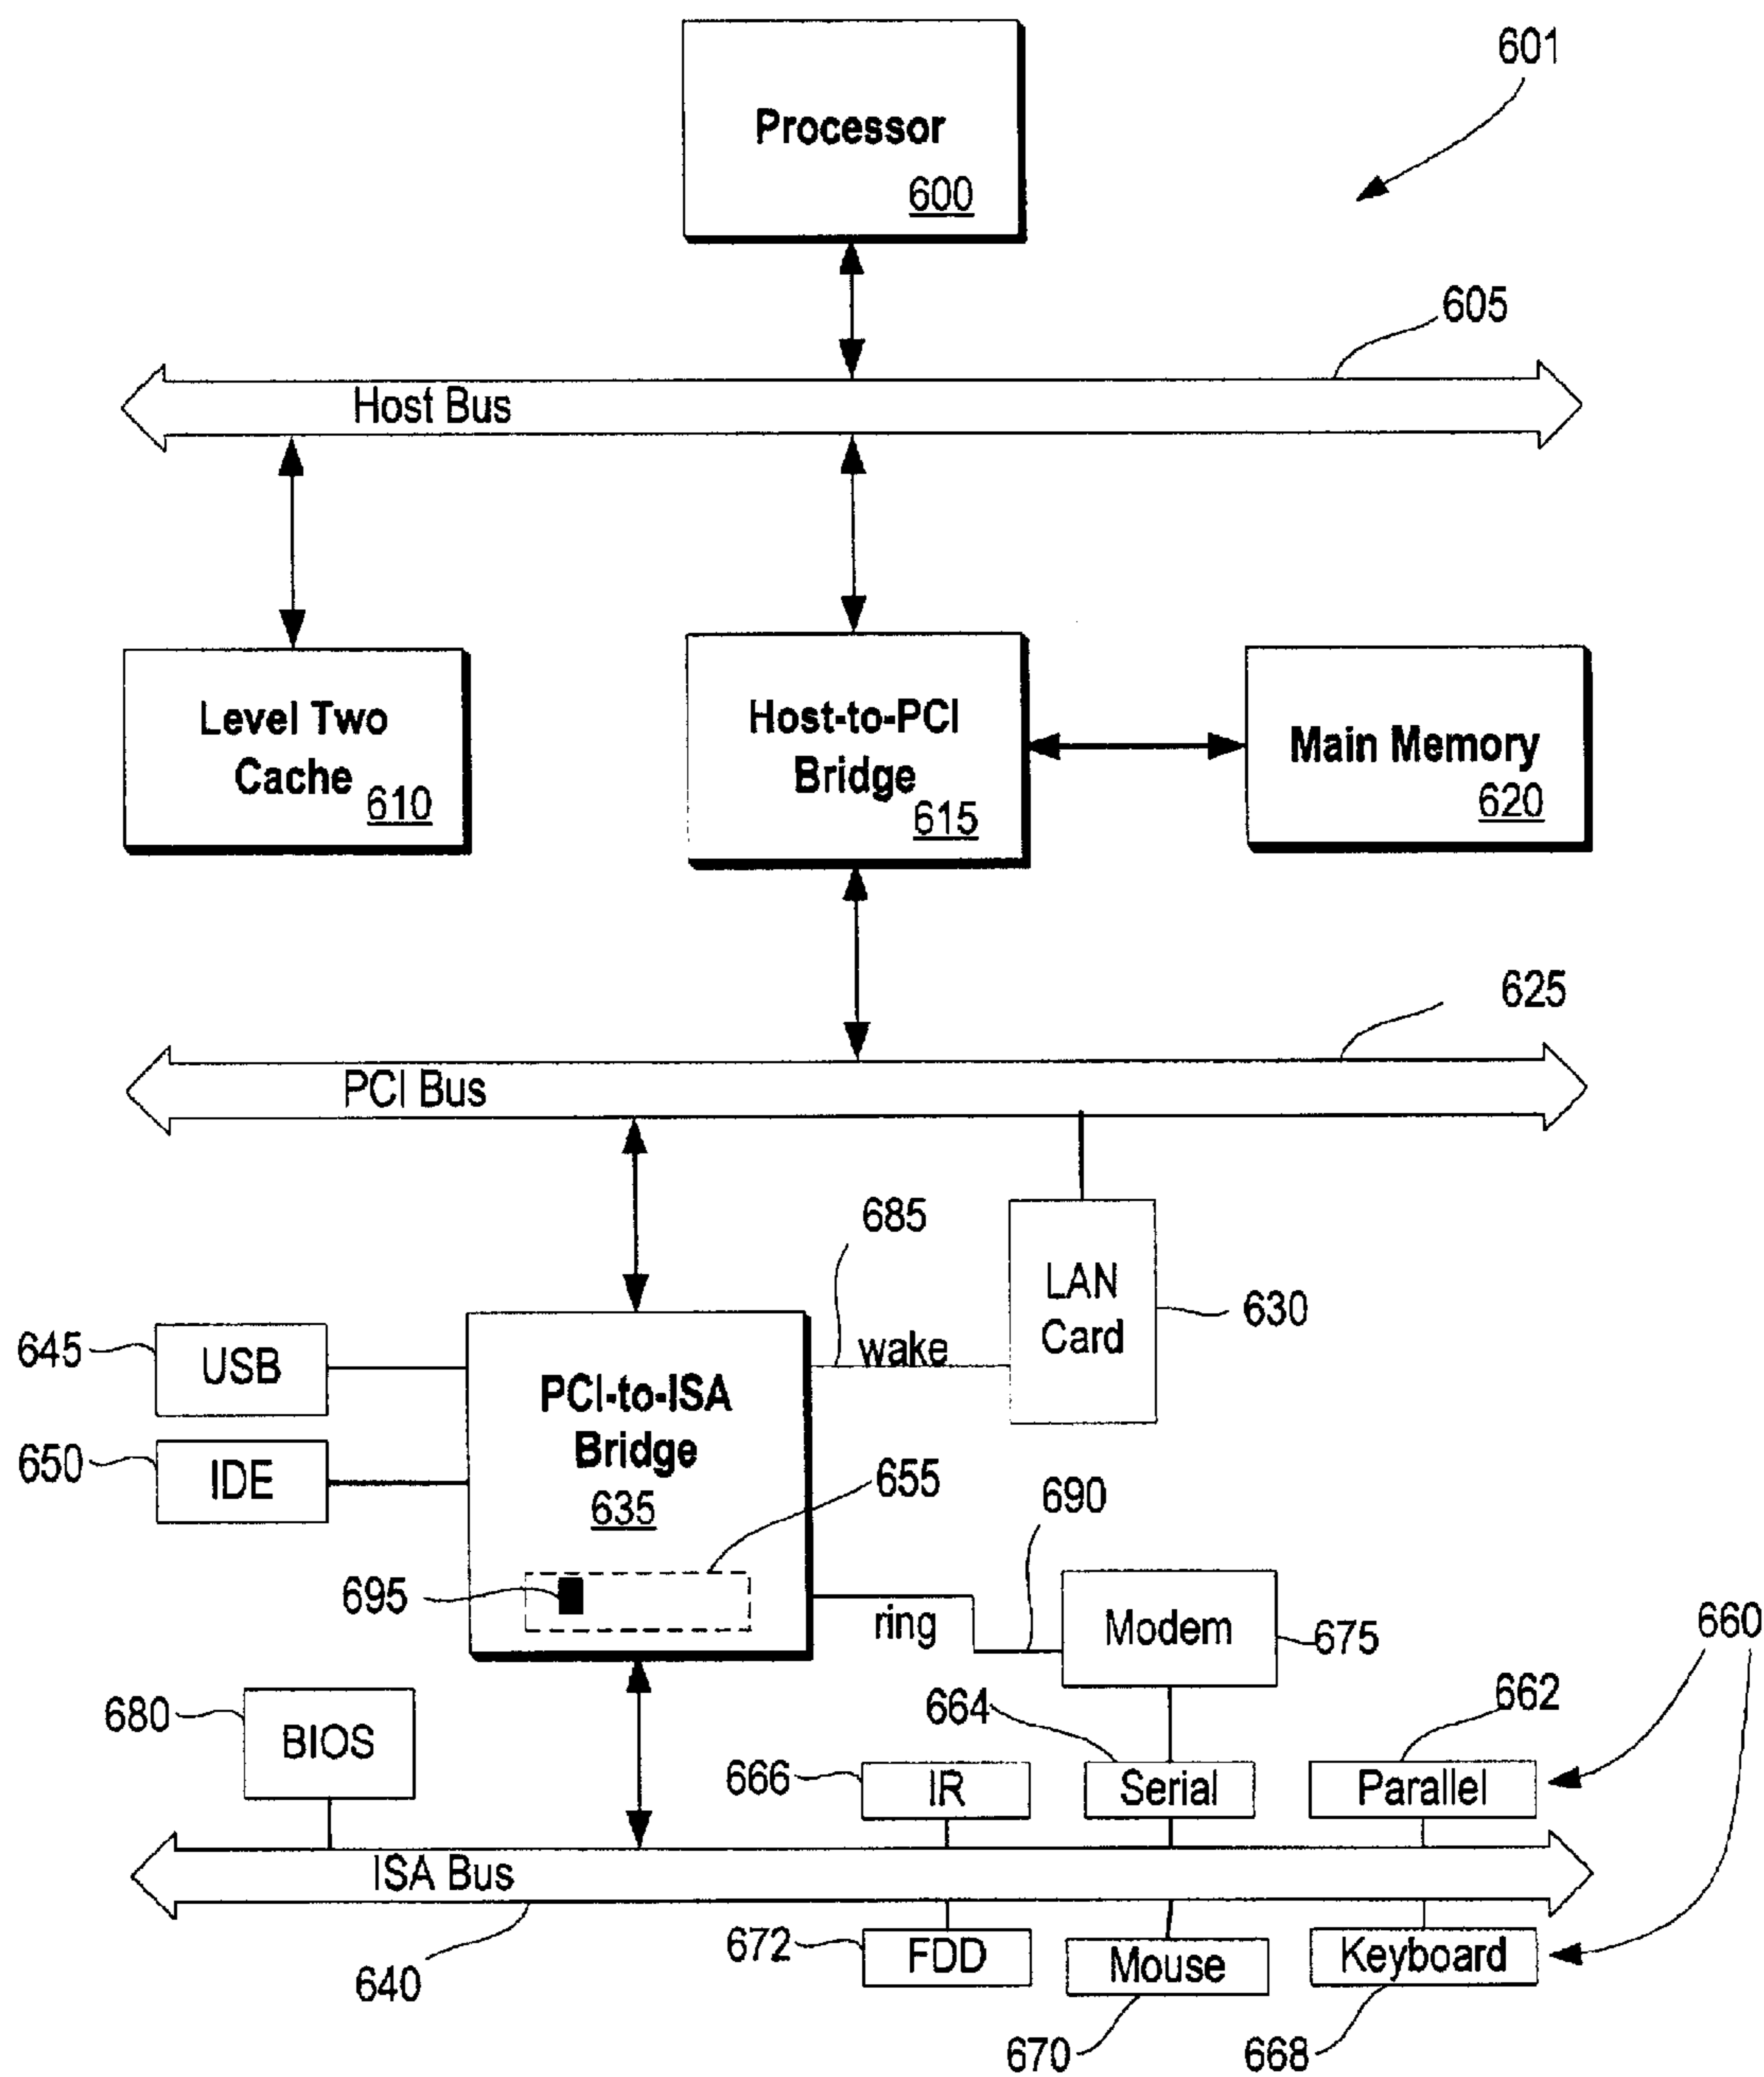 601
Processor
600
605
Host Bus
Level Two
Cache
610
Host-to-PCI
Bridge
615
Main Memory
620
625
PCI Bus
685
LAN
Card
630
wake
645
USB
650
IDE
PCI-to-ISA
Bridge
635
655
690
695
ring
Modem
675
660
680
BIOS
664
662
666
IR
Serial
Parallel
ISA Bus
640
672
FDD
Mouse
Keyboard
670
668